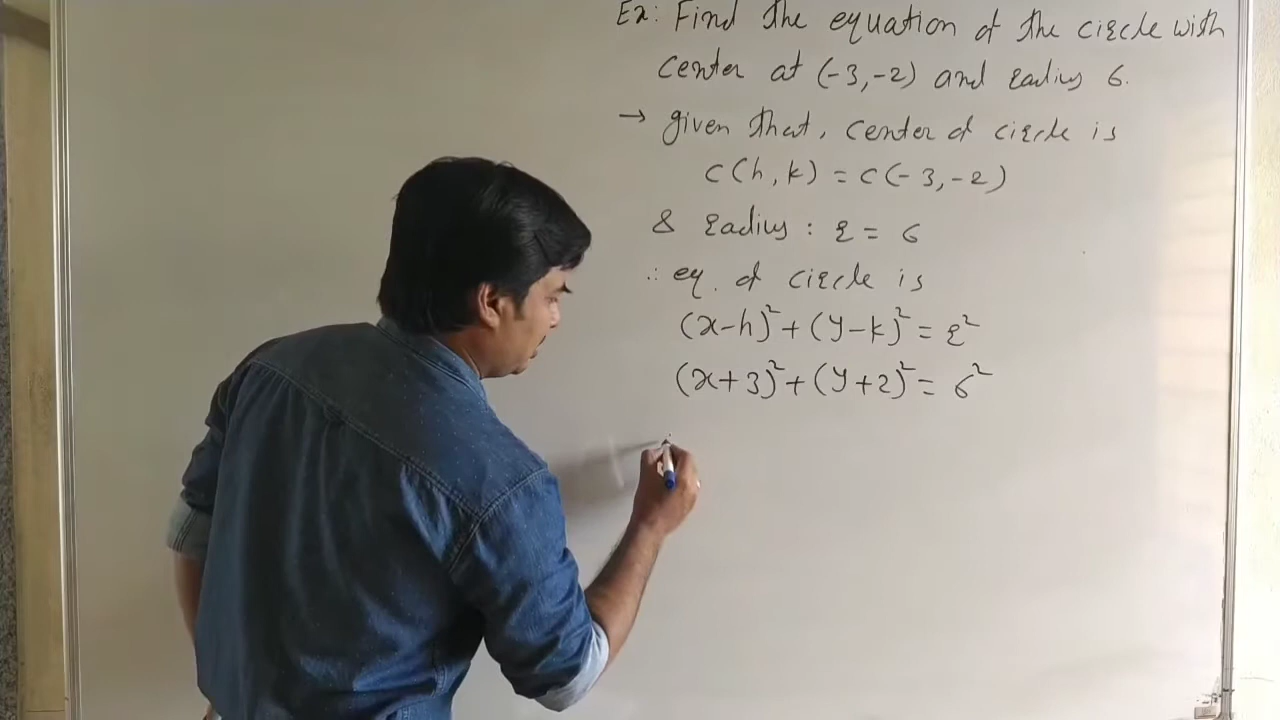 Ex: Find the equation of the circle with
center at (-3,-2) and radius 6.
→ given that, center of circle is
C(h,k) = C(-3,-2)
& radius : r = 6
∴ eq. of circle is
(x-h)²+(y-k)² = r²
(x+3)²+(y+2)² = 6²